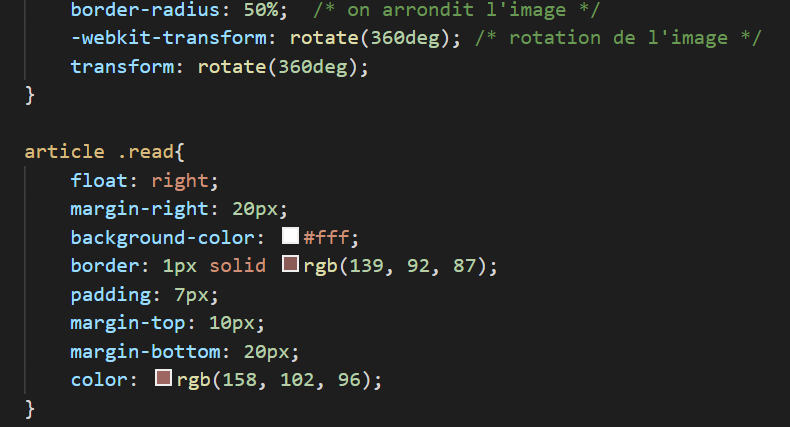 border-radius: 50%;  /* on arrondit l'image */
-webkit-transform: rotate(360deg); /* rotation de l'image */
transform: rotate(360deg);
}
article .read{
float: right;
margin-right: 20px;
background-color: #fff;
border: 1px solid rgb(139, 92, 87);
padding: 7px;
margin-top: 10px;
margin-bottom: 20px;
color: rgb(158, 102, 96);
}